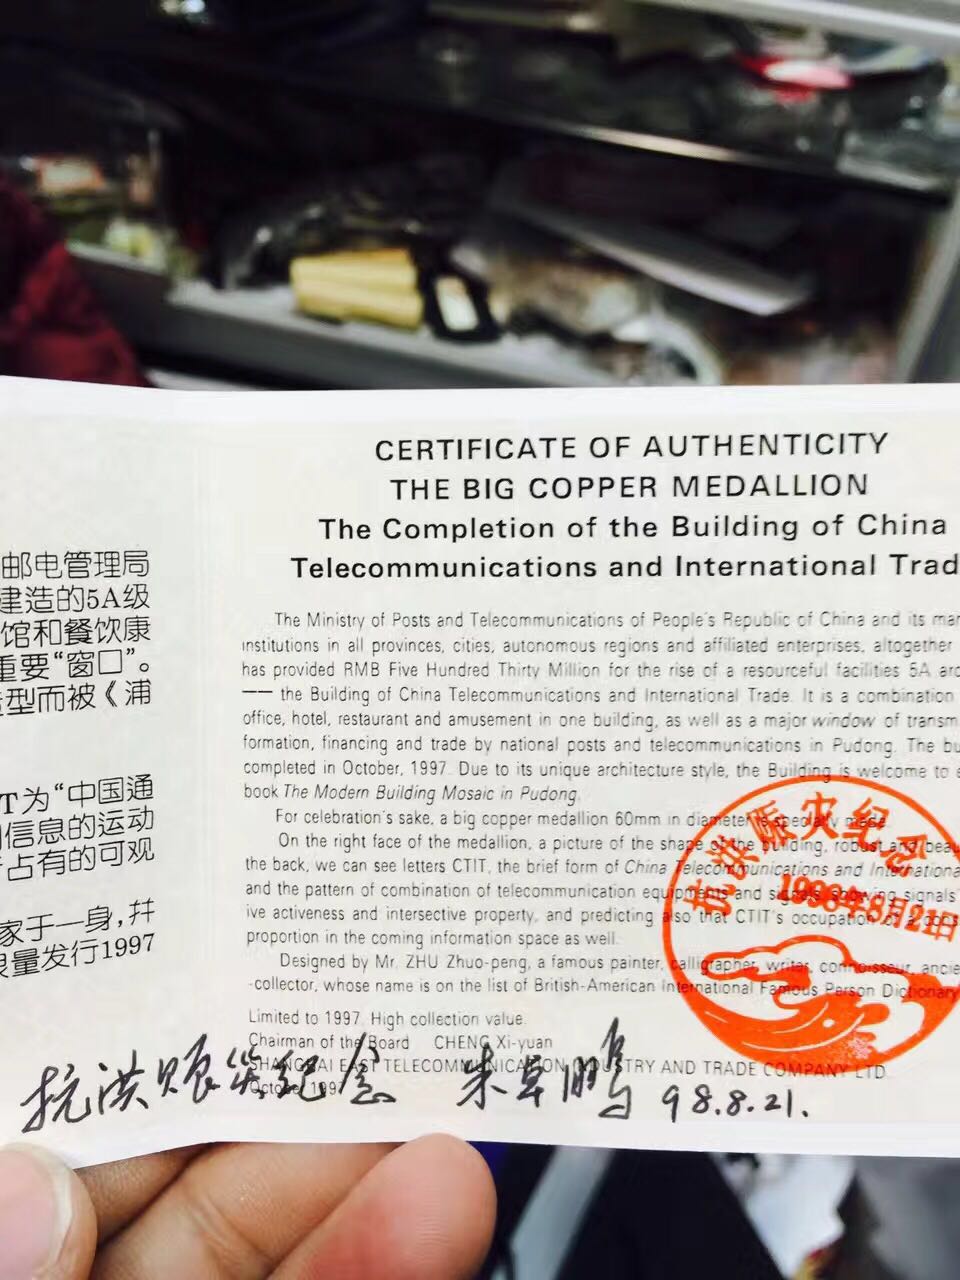 邮电管理局
建造的5A级
馆和餐饮康
重要“窗口”。
造型而被《浦
T为“中国通
信息的运动
占有的可观
家于一身,并
限量发行1997
CERTIFICATE OF AUTHENTICITY
THE BIG COPPER MEDALLION
The Completion of the Building of China
Telecommunications and International Trad
The Ministry of Posts and Telecommunications of People's Republic of China and its
institutions in all provinces, cities, autonomous regions and affiliated enterprises, altogether
has provided RMB Five Hundred Thirty Million for the rise of a resourceful facilities 5A
— the Building of China Telecommunications and International Trade. It is a combination
office, hotel, restaurant and amusement in one building, as well as a major window of transm
formation, financing and trade by national posts and telecommunications in Pudong. The bu
completed in October, 1997. Due to its unique architecture style, the Building is welcome to
book The Modern Building Mosaic in Pudong.
For celebration's sake, a big copper medallion 60mm in diameter is specially made.
On the right face of the medallion, a picture of the shape of the building, robust and beau
the back, we can see letters CTIT, the brief form of China Telecommunications and Internationa
and the pattern of combination of telecommunication equipments and showing signals
ive activeness and intersective property, and predicting also that CTIT's occupation of a
proportion in the coming information space as well.
Designed by Mr. ZHU Zhuo-peng, a famous painter, calligrapher, writer, connoisseur, ancie
-collector, whose name is on the list of British-American International Famous Person Dictionary
Limited to 1997. High collection value.
Chairman of the Board CHENG Xi-yuan
SHANGHAI EAST TELECOMMUNICATION INDUSTRY AND TRADE COMPANY LTD.
October 1997
抗洪赈灾纪念
1998年8月21日
抗洪赈灾纪念 朱卓鹏 98.8.21.